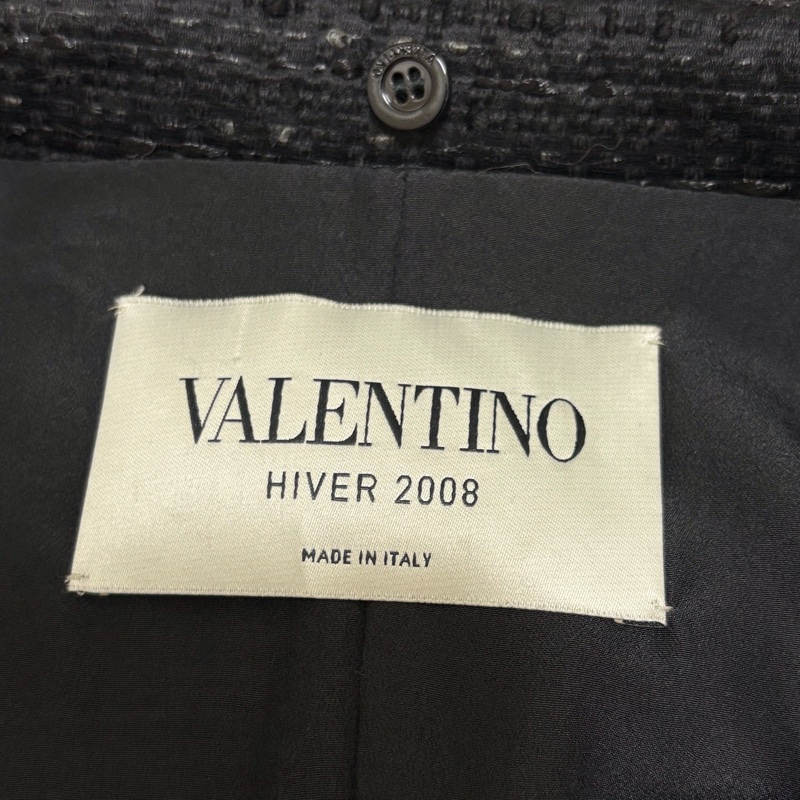 VALENTINO
HIVER 2008
MADE IN ITALY